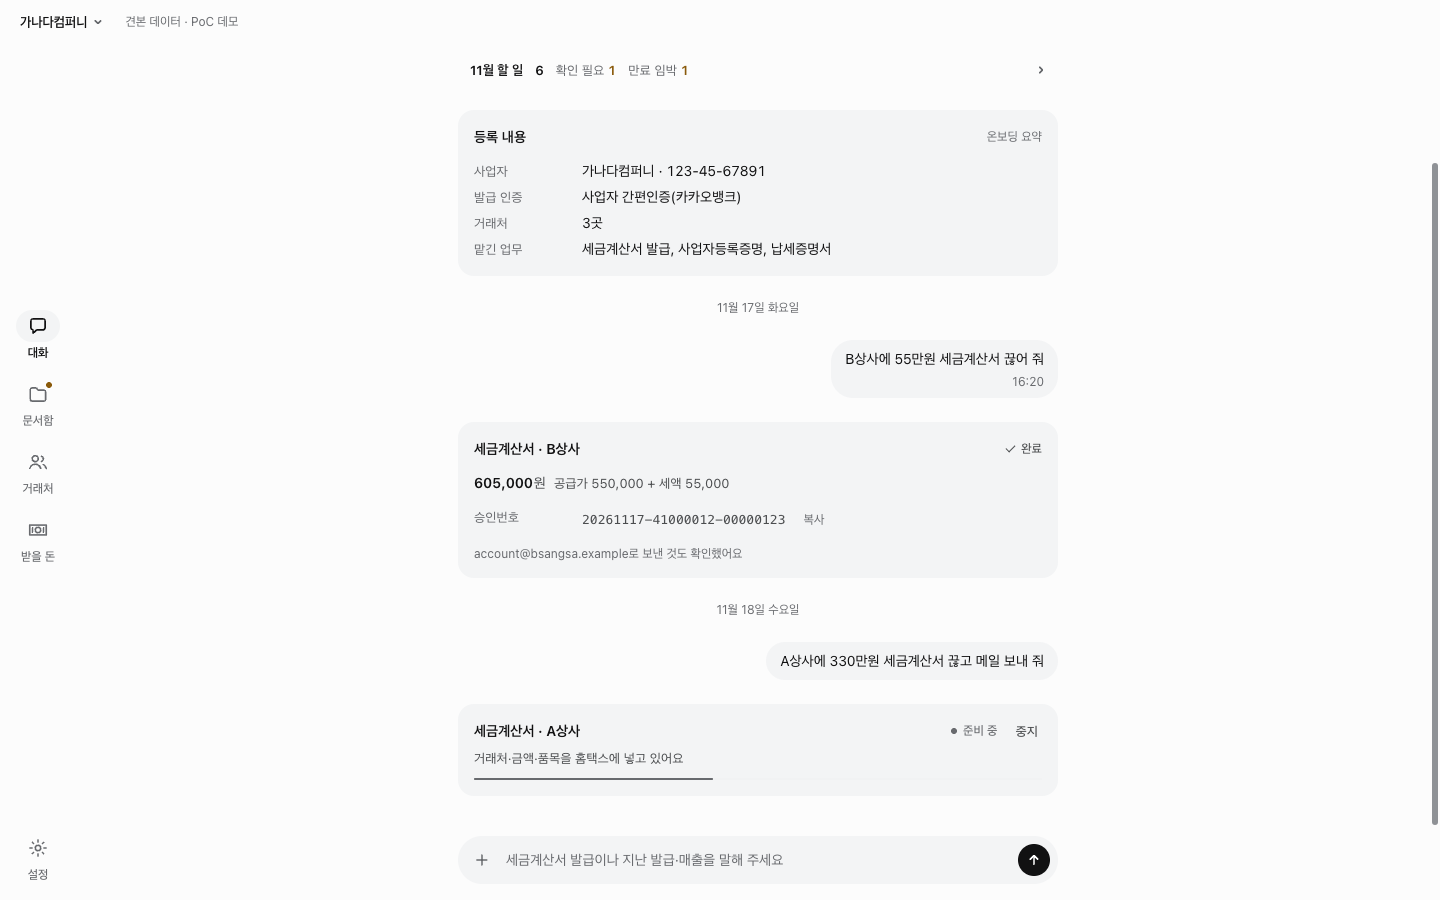 가나다컴퍼니 견본 데이터 · PoC 데모
11월 할 일 6 확인 필요 1 만료 임박 1
등록 내용 온보딩 요약
사업자 가나다컴퍼니 · 123-45-67891
발급 인증 사업자 간편인증(카카오뱅크)
거래처 3곳
맡긴 업무 세금계산서 발급, 사업자등록증명, 납세증명서
11월 17일 화요일
대화
B상사에 55만원 세금계산서 끊어 줘
16:20
문서함
세금계산서 · B상사 완료
605,000원 공급가 550,000 + 세액 55,000
거래처
승인번호 20261117-41000012-00000123 복사
받을 돈
account@bsangsa.example로 보낸 것도 확인했어요
11월 18일 수요일
A상사에 330만원 세금계산서 끊고 메일 보내 줘
세금계산서 · A상사 준비 중 중지
거래처·금액·품목을 홈택스에 넣고 있어요
세금계산서 발급이나 지난 발급·매출을 말해 주세요
설정